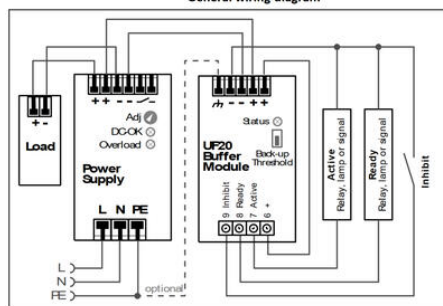 General wiring diagram
+ + - - 
Adj
DC-OK
Overload
Power
Supply
L N PE
+ -
Load
- - + +
Status
UF20
Buffer
Module
Back-up
Threshold
9 Inhibit
8 Ready
7 Active
6 +
Active
Relay, lamp or signal
Ready
Relay, lamp or signal
Inhibit
L
N
PE
optional